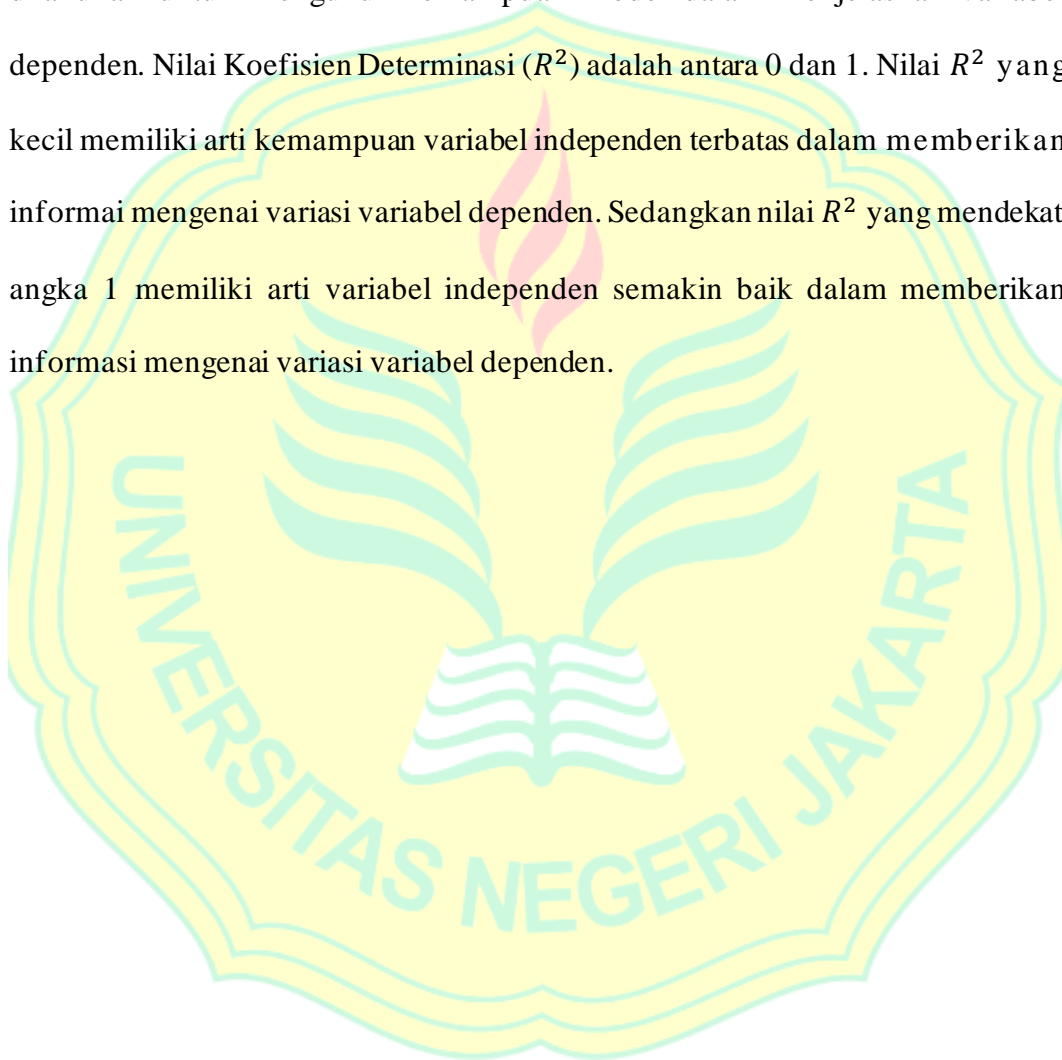 dependen. Nilai Koefisien Determinasi (𝑅²) adalah antara 0 dan 1. Nilai 𝑅² yang
kecil memiliki arti kemampuan variabel independen terbatas dalam memberikan
informai mengenai variasi variabel dependen. Sedangkan nilai 𝑅² yang mendekat
angka 1 memiliki arti variabel independen semakin baik dalam memberikan
informasi mengenai variasi variabel dependen.
UNIVERSITAS NEGERI JAKARTA